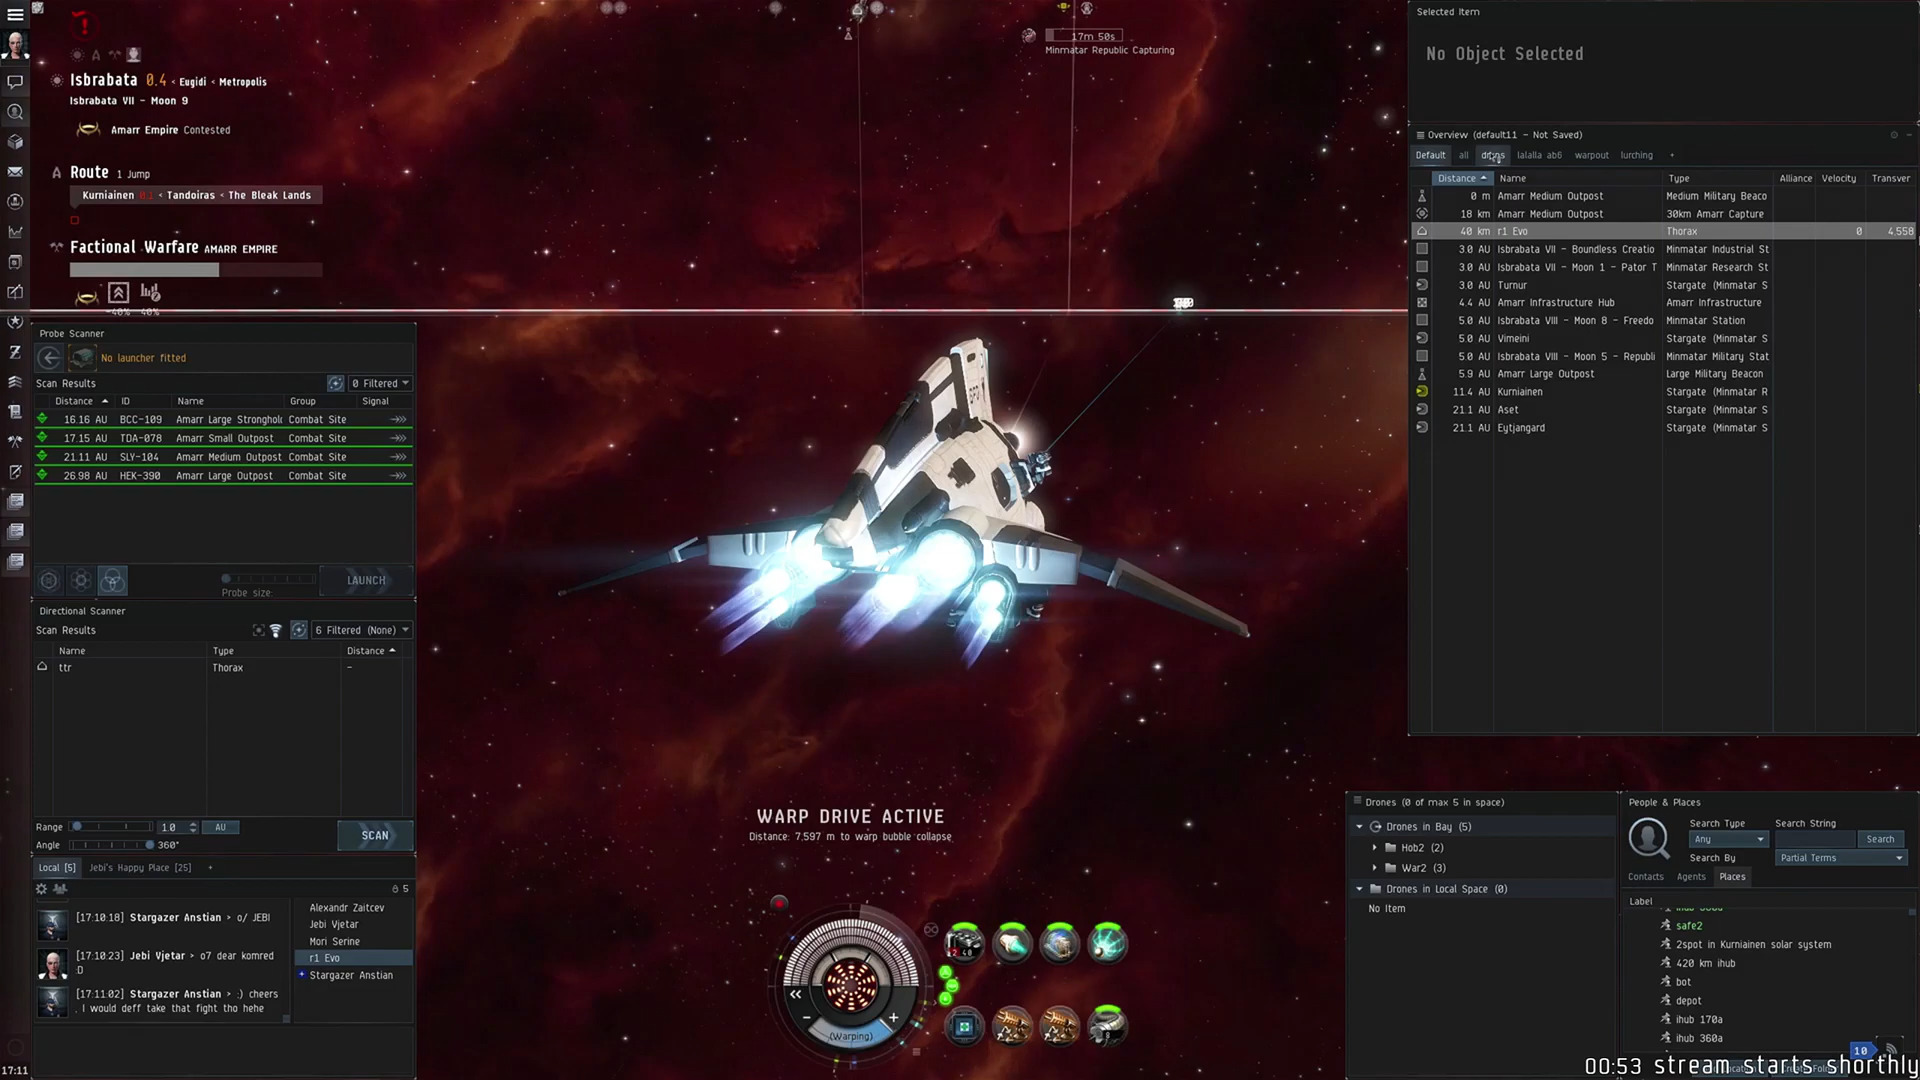 Isbrabata 0.4 < Eugidi < Metropolis
Isbrabata VII - Moon 9
Amarr Empire Contested
Route 1 Jump
Kurniainen < Tandoiras < The Bleak Lands
Factional Warfare AMARR EMPIRE
-40% 40%
17m 50s
Minmatar Republic Capturing
Probe Scanner
No launcher fitted
Scan Results
0 Filtered
Distance ID Name Group Signal
16.16 AU BCC-109 Amarr Large Stronghol Combat Site
17.15 AU TDA-078 Amarr Small Outpost Combat Site
21.11 AU SLY-104 Amarr Medium Outpost Combat Site
26.98 AU HEK-390 Amarr Large Outpost Combat Site
Probe size:
LAUNCH
Directional Scanner
Scan Results
6 Filtered (None)
Name Type Distance
ttr Thorax -
Range 1.0 AU
Angle 360°
SCAN
Local [5] Jebi's Happy Place [25] +
5
[17:10:18] Stargazer Anstian > o/ JEBI
[17:10:23] Jebi Vjetar > o7 dear komred
:D
[17:11:02] Stargazer Anstian > :) cheers
. I would deff take that fight tho hehe
Alexandr Zaitcev
Jebi Vjetar
Mori Serine
r1 Evo
Stargazer Anstian
17:11
WARP DRIVE ACTIVE
Distance: 7,597 m to warp bubble collapse
(Warping)
Selected Item
No Object Selected
Overview (default11 - Not Saved)
Default all drons lalalla ab6 warpout lurching +
Distance Name Type Alliance Velocity Transver
0 m Amarr Medium Outpost Medium Military Beaco
18 km Amarr Medium Outpost 30km Amarr Capture
40 km r1 Evo Thorax 0 4.558
3.0 AU Isbrabata VII - Boundless Creatio Minmatar Industrial St
3.0 AU Isbrabata VII - Moon 1 - Pator T Minmatar Research St
3.0 AU Turnur Stargate (Minmatar S
4.4 AU Amarr Infrastructure Hub Amarr Infrastructure
5.0 AU Isbrabata VIII - Moon 8 - Freedo Minmatar Station
5.0 AU Vimeini Stargate (Minmatar S
5.0 AU Isbrabata VIII - Moon 5 - Republi Minmatar Military Stat
5.9 AU Amarr Large Outpost Large Military Beacon
11.4 AU Kurniainen Stargate (Minmatar R
21.1 AU Aset Stargate (Minmatar S
21.1 AU Eytjangard Stargate (Minmatar S
Drones (0 of max 5 in space)
Drones in Bay (5)
Hob2 (2)
War2 (3)
Drones in Local Space (0)
No Item
People & Places
Search Type Search String
Any Search
Search By Partial Terms
Contacts Agents Places
Label
safe2
2spot in Kurniainen solar system
420 km ihub
bot
depot
ihub 170a
ihub 360a
10
00:53 stream starts shorthly